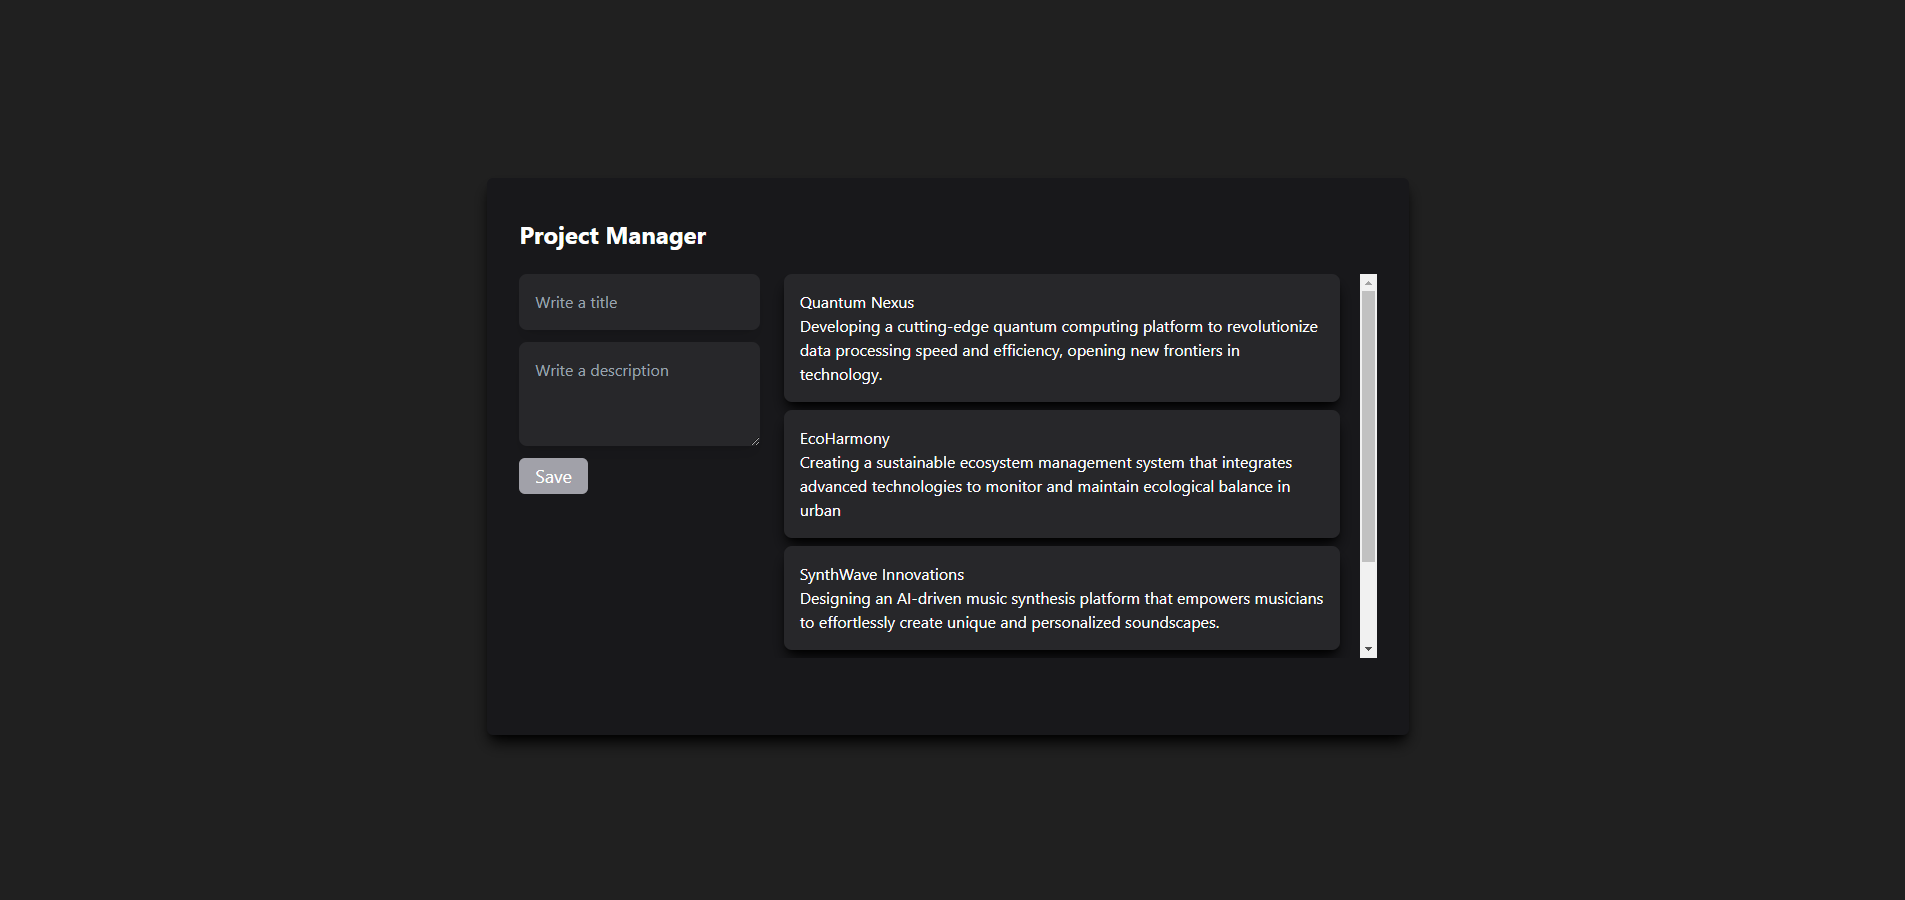 Project Manager
Write a title
Write a description
Save
Quantum Nexus
Developing a cutting-edge quantum computing platform to revolutionize
data processing speed and efficiency, opening new frontiers in
technology.
EcoHarmony
Creating a sustainable ecosystem management system that integrates
advanced technologies to monitor and maintain ecological balance in
urban
SynthWave Innovations
Designing an AI-driven music synthesis platform that empowers musicians
to effortlessly create unique and personalized soundscapes.